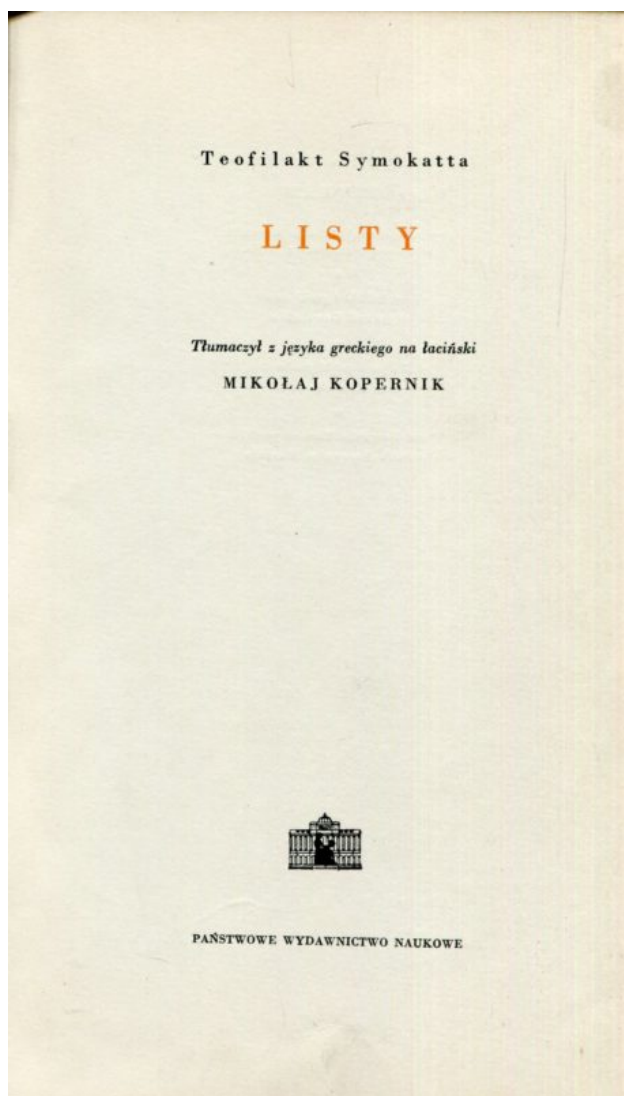 Teofilakt Symokatta
LISTY
Tłumaczył z języka greckiego na łaciński
MIKOŁAJ KOPERNIK
PAŃSTWOWE WYDAWNICTWO NAUKOWE